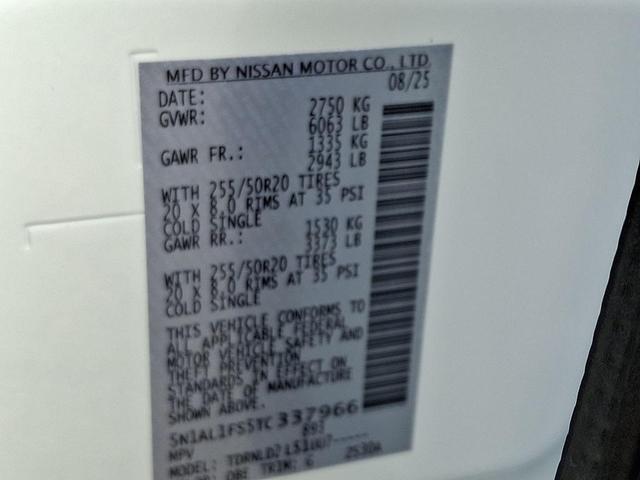 MFD BY NISSAN MOTOR CO., LTD.
DATE: 08/25
GVWR: 2750 KG
6063 LB
1335 KG
GAWR FR.: 2943 LB
WITH 255/50R20 TIRES
20 X 8.0 RIMS AT 35 PSI
COLD SINGLE
1530 KG
GAWR RR.: 3373 LB
WITH 255/50R20 TIRES
20 X 8.0 RIMS AT 35 PSI
COLD SINGLE
THIS VEHICLE CONFORMS TO
ALL APPLICABLE FEDERAL
MOTOR VEHICLE SAFETY AND
THEFT PREVENTION
STANDARDS IN EFFECT ON
THE DATE OF MANUFACTURE
SHOWN ABOVE.
5N1AL1FS5TC337966
MPV 893
MODEL:
TRIM: G